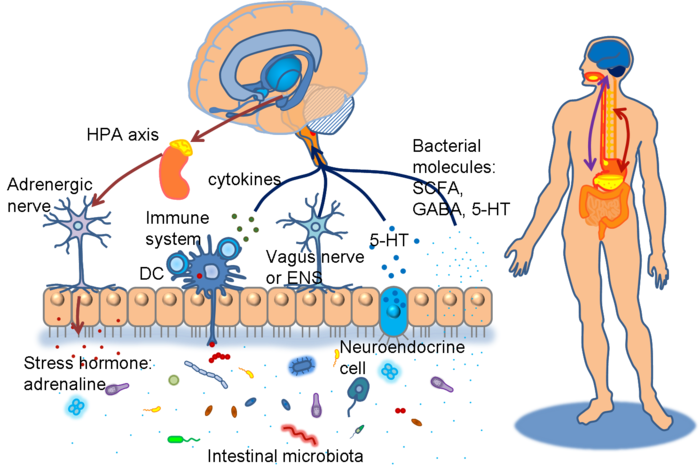 HPA axis
Adrenergic
nerve
cytokines
Bacterial
molecules:
SCFA,
GABA, 5-HT
Immune
system
DC
Vagus nerve
or ENS
5-HT
Stress hormone:
adrenaline
Neuroendocrine
cell
Intestinal microbiota